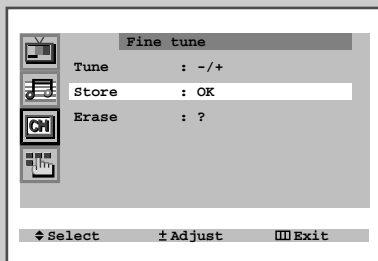 Fine tune
Tune : -/+
Store : OK
CH
Erase : ?
Select ± Adjust Exit